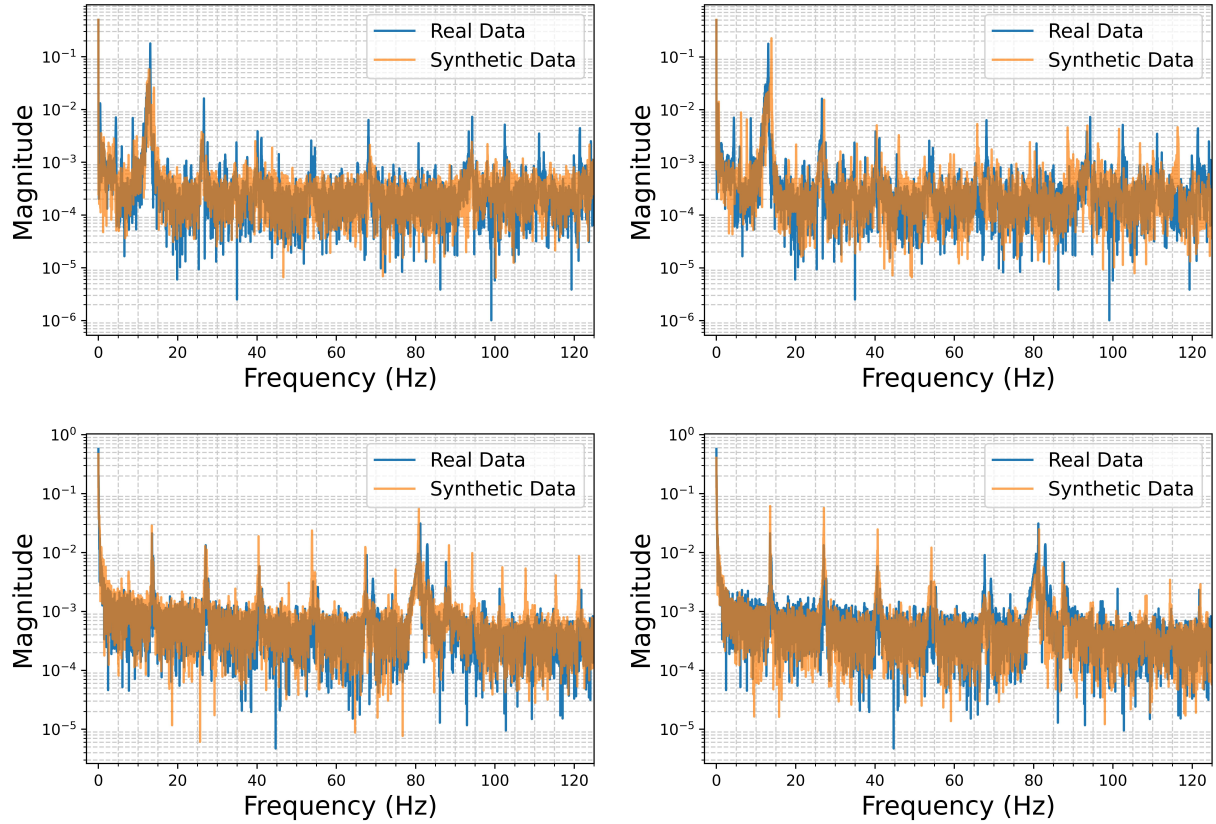 Real Data
Synthetic Data
10⁻¹
10⁻²
10⁻³
10⁻⁴
10⁻⁵
10⁻⁶
Magnitude
0 20 40 60 80 100 120
Frequency (Hz)
Real Data
Synthetic Data
10⁻¹
10⁻²
10⁻³
10⁻⁴
10⁻⁵
10⁻⁶
Magnitude
0 20 40 60 80 100 120
Frequency (Hz)
Real Data
Synthetic Data
10⁰
10⁻¹
10⁻²
10⁻³
10⁻⁴
10⁻⁵
Magnitude
0 20 40 60 80 100 120
Frequency (Hz)
Real Data
Synthetic Data
10⁰
10⁻¹
10⁻²
10⁻³
10⁻⁴
10⁻⁵
Magnitude
0 20 40 60 80 100 120
Frequency (Hz)